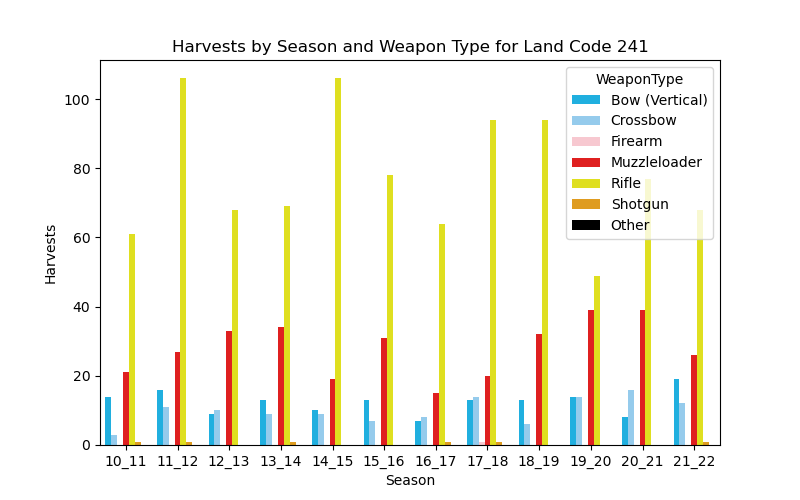 Harvests by Season and Weapon Type for Land Code 241
WeaponType
Bow (Vertical)
Crossbow
Firearm
Muzzleloader
Rifle
Shotgun
Other
Harvests
100
80
60
40
20
0
10_11 11_12 12_13 13_14 14_15 15_16 16_17 17_18 18_19 19_20 20_21 21_22
Season